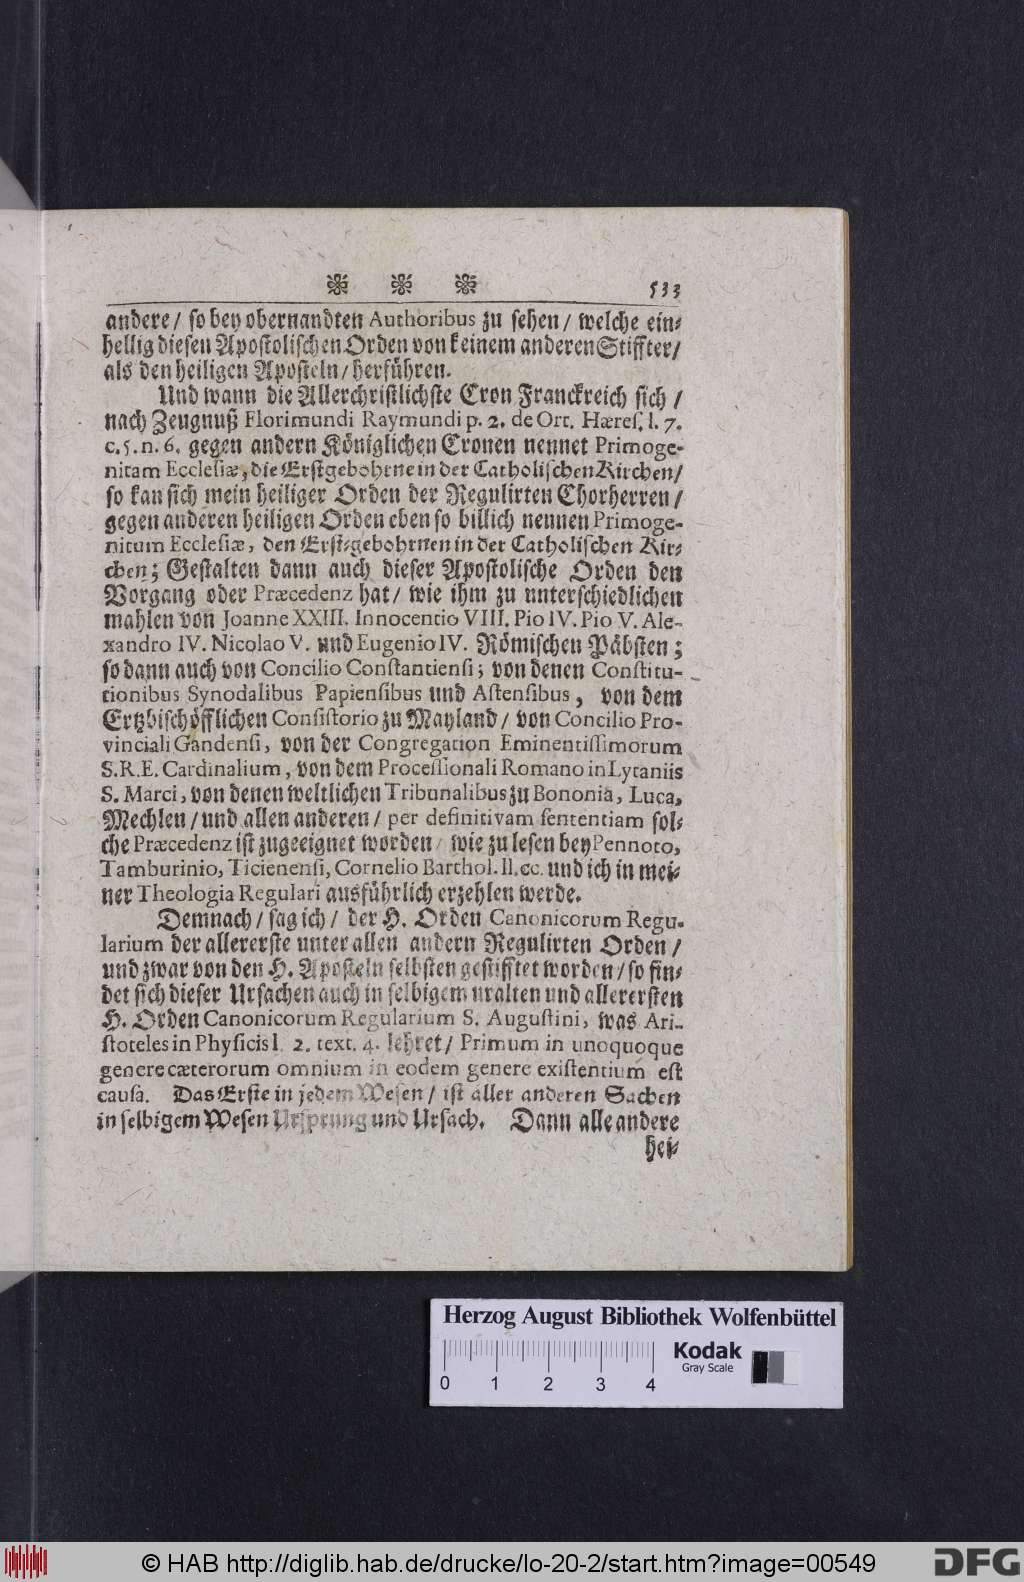 533
andere / so bey obernandten Authoribus zu sehen / welche ein-
hellig diesen Apostolischen Orden von keinem anderen Stiffter /
als den heiligen Aposteln / herführen.
Und wann die Allerchristlichste Cron Franckreich sich /
nach Zeugnuß Florimundi Raymundi p. 2. de Ort. Hæres. l. 7.
c. 5. n. 6. gegen andern Königlichen Cronen nennet Primoge-
nitam Ecclesiæ, die Erstgebohrne in der Catholischen Kirchen /
so kan sich mein heiliger Orden der Regulirten Chorherren /
gegen anderen heiligen Orden eben so billich nennen Primoge-
nitum Ecclesiæ, den Erst-gebohrnen in der Catholischen Kir-
chen; Gestalten dann auch dieser Apostolische Orden den
Vorgang oder Præcedenz hat / wie ihm zu unterschiedlichen
mahlen von Joanne XXIII. Innocentio VIII. Pio IV. Pio V. Ale-
xandro IV. Nicolao V. und Eugenio IV. Römischen Päbsten;
so dann auch von Concilio Constantiensi; von denen Constitu-
tionibus Synodalibus Papiensibus und Astensibus, von dem
Ertzbischöfflichen Consistorio zu Mayland / von Concilio Pro-
vinciali Gandensi, von der Congregation Eminentissimorum
S.R.E. Cardinalium, von dem Processionali Romano in Lytaniis
S. Marci, von denen weltlichen Tribunalibus zu Bononia, Luca,
Mechlen / und allen anderen / per definitivam sententiam sol-
che Præcedenz ist zugeeignet worden / wie zu lesen bey Pennoto,
Tamburinio, Ticienensi, Cornelio Barthol. II. &c. und ich in mei-
ner Theologia Regulari ausführlich erzehlen werde.
Demnach / sag ich / der H. Orden Canonicorum Regu-
larium der allererste unter allen andern Regulirten Orden /
und zwar von den H. Aposteln selbsten gestifftet worden / so fin-
det sich dieser Ursachen auch in selbigem uralten und allerersten
H. Orden Canonicorum Regularium S. Augustini, was Ari-
stoteles in Physicis l. 2. text. 4. lehret / Primum in unoquoque
genere cæterorum omnium in eodem genere existentium est
causa. Das Erste in jedem Wesen / ist aller anderen Sachen
in selbigem Wesen Ursprung und Ursach. Dann alle andere
hei-
Herzog August Bibliothek Wolfenbüttel
Kodak
Gray Scale
0 1 2 3 4
© HAB http://diglib.hab.de/drucke/lo-20-2/start.htm?image=00549
DFG